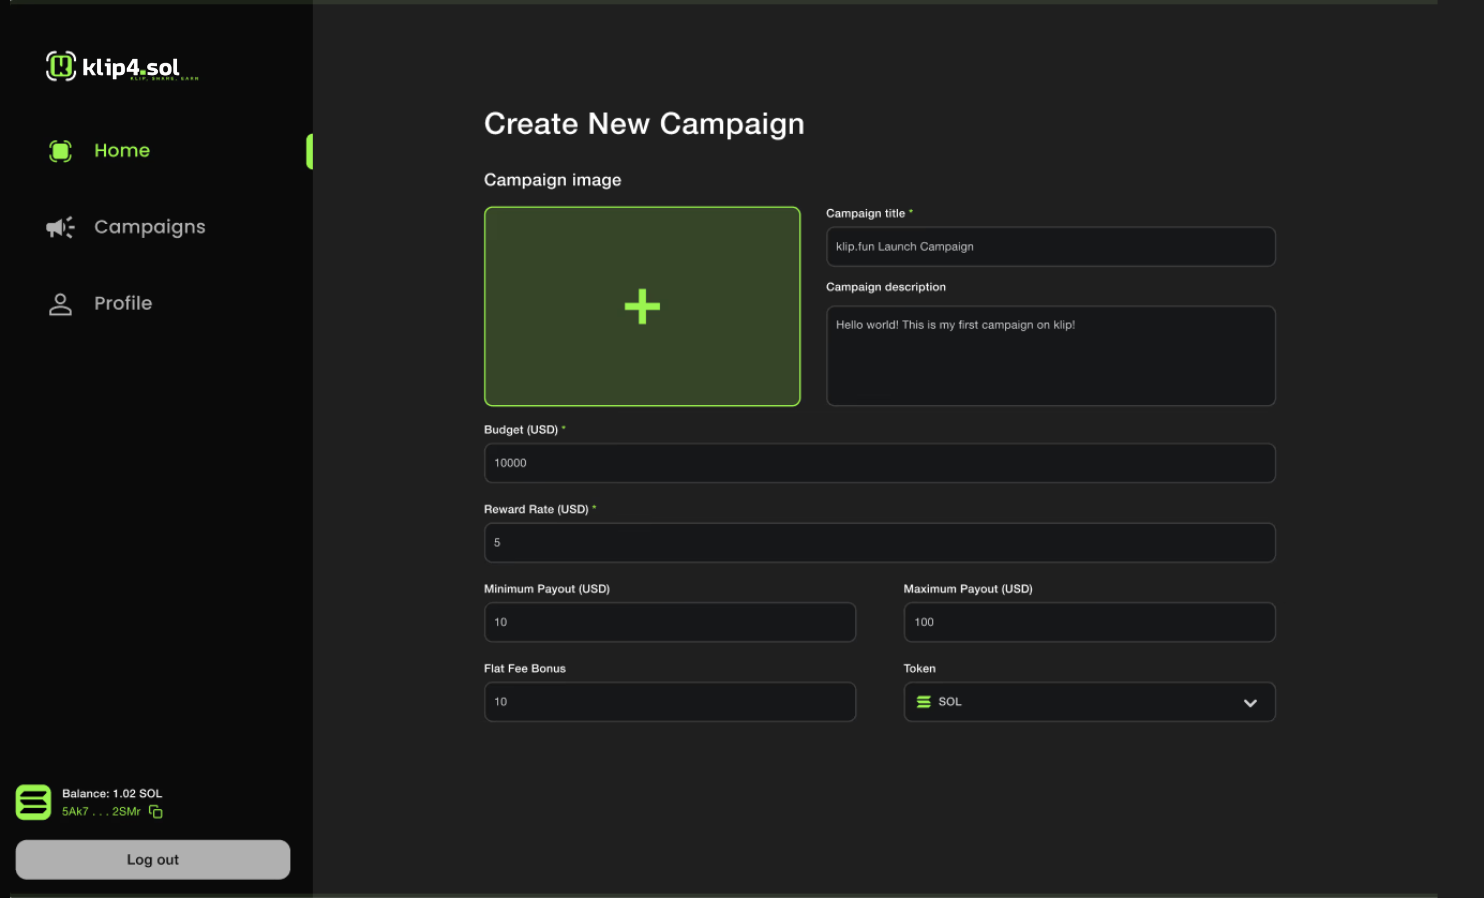 klip4.sol
KLIP. SHARE. EARN
Home
Campaigns
Profile
Balance: 1.02 SOL
5Ak7 . . . 2SMr
Log out
Create New Campaign
Campaign image
Campaign title *
klip.fun Launch Campaign
Campaign description
Hello world! This is my first campaign on klip!
Budget (USD) *
10000
Reward Rate (USD) *
5
Minimum Payout (USD)
10
Maximum Payout (USD)
100
Flat Fee Bonus
10
Token
SOL